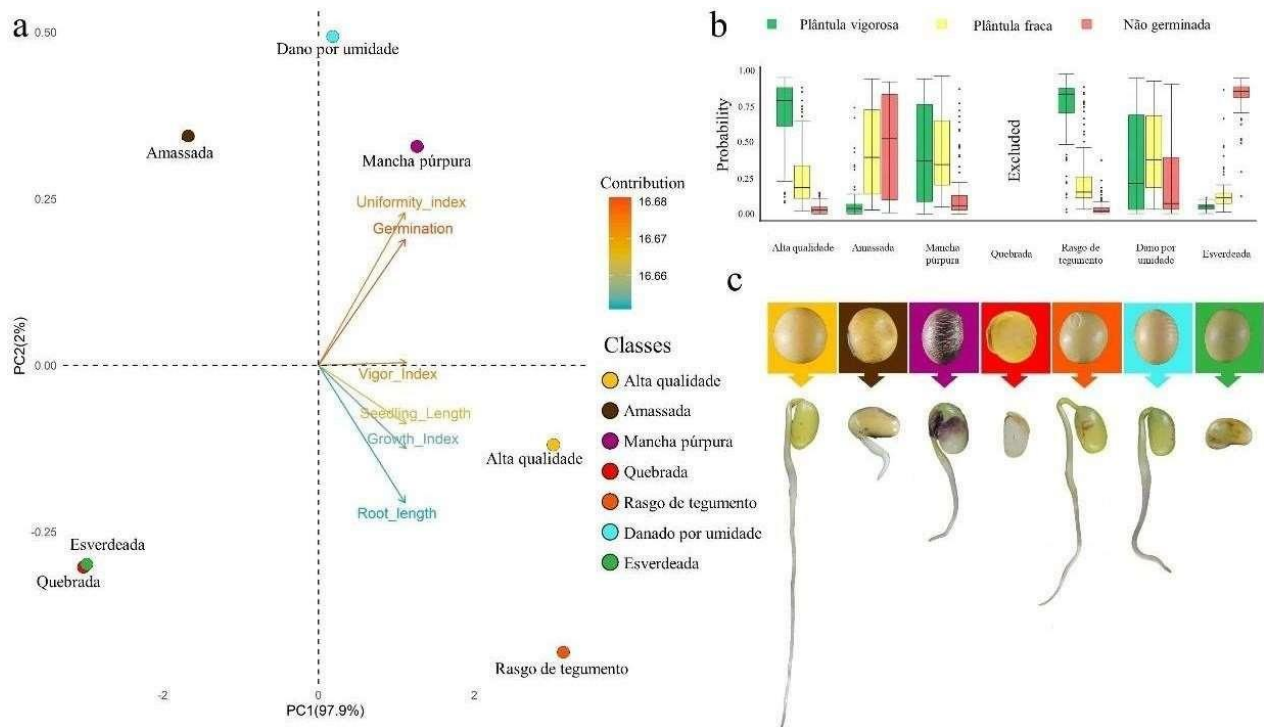 a
0.50
Dano por umidade
Amassada
Mancha púrpura
0.25
Uniformity_index
Germination
0.00
Vigor_Index
Seedling_Length
Growth_Index
Alta qualidade
Root_length
-0.25
Esverdeada
Quebrada
Rasgo de tegumento
-2
0
2
PC1(97.9%)
PC2(2%)
Contribution
16.68
16.67
16.66
Classes
Alta qualidade
Amassada
Mancha púrpura
Quebrada
Rasgo de tegumento
Danado por umidade
Esverdeada
b
Plântula vigorosa
Plântula fraca
Não germinada
Probability
1.00
0.75
0.50
0.25
0.00
Excluded
Alta qualidade
Amassada
Mancha
púrpura
Quebrada
Rasgo de
tegumento
Dano por
umidade
Esverdeada
c